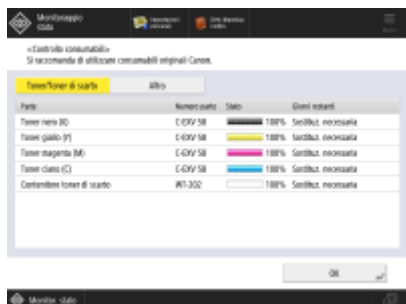 Monitoraggio
stato
Impostazioni
personali
<Controllo consumabili>
Si raccomanda di utilizzare consumabili originali Canon.
Toner/Toner di scarto
Altro
Parte Numero parte Stato Giorni restanti
Toner nero (K) C-EXV 58 100% Sostituz. necessaria
Toner giallo (Y) C-EXV 58 100% Sostituz. necessaria
Toner magenta (M) C-EXV 58 100% Sostituz. necessaria
Toner ciano (C) C-EXV 58 100% Sostituz. necessaria
Contenitore toner di scarto WT-202 100% Sostituz. necessaria
OK
Monitor stato